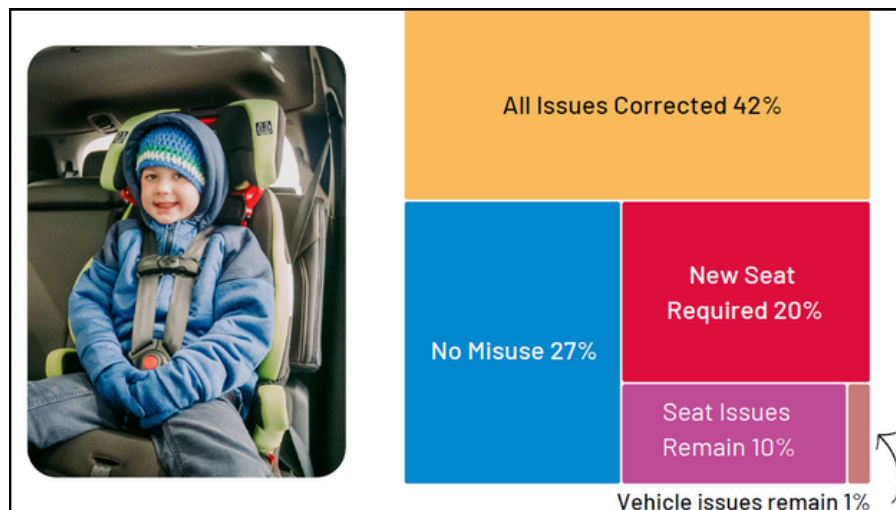 All Issues Corrected 42%
No Misuse 27%
New Seat
Required 20%
Seat Issues
Remain 10%
Vehicle issues remain 1%